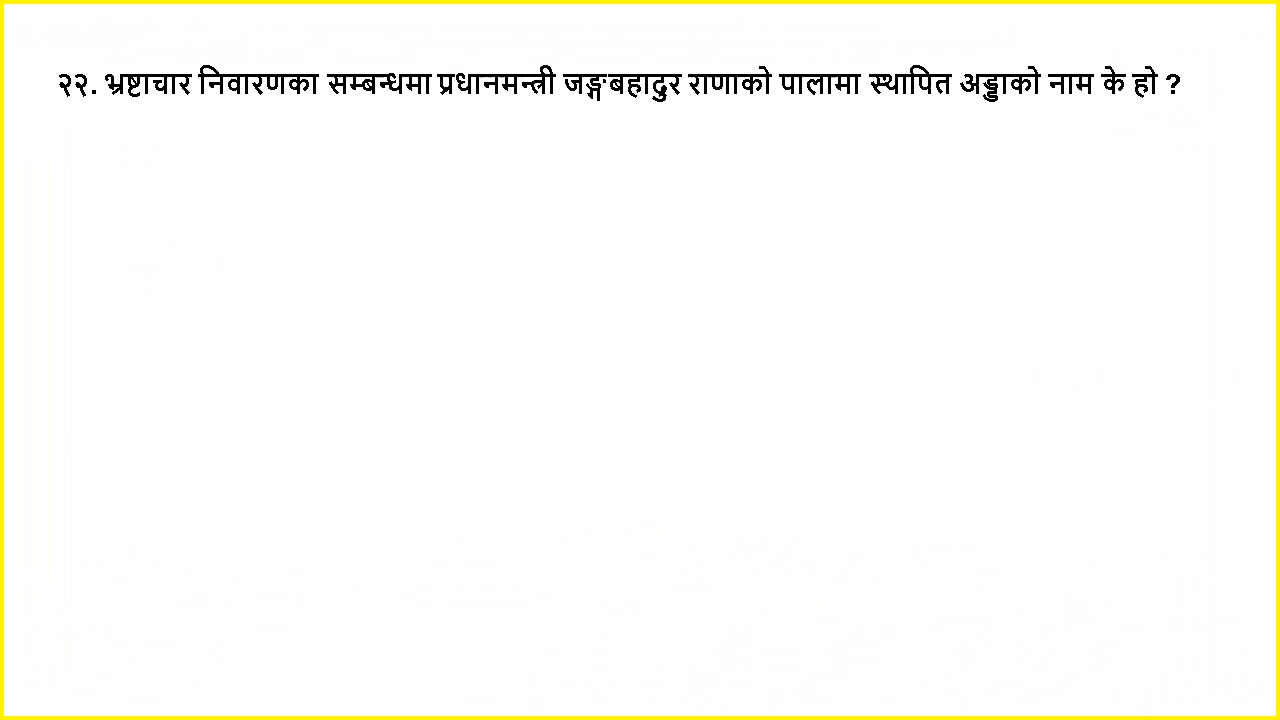 २२. भ्रष्टाचार निवारणका सम्बन्धमा प्रधानमन्त्री जङ्गबहादुर राणाको पालामा स्थापित अड्डाको नाम के हो ?